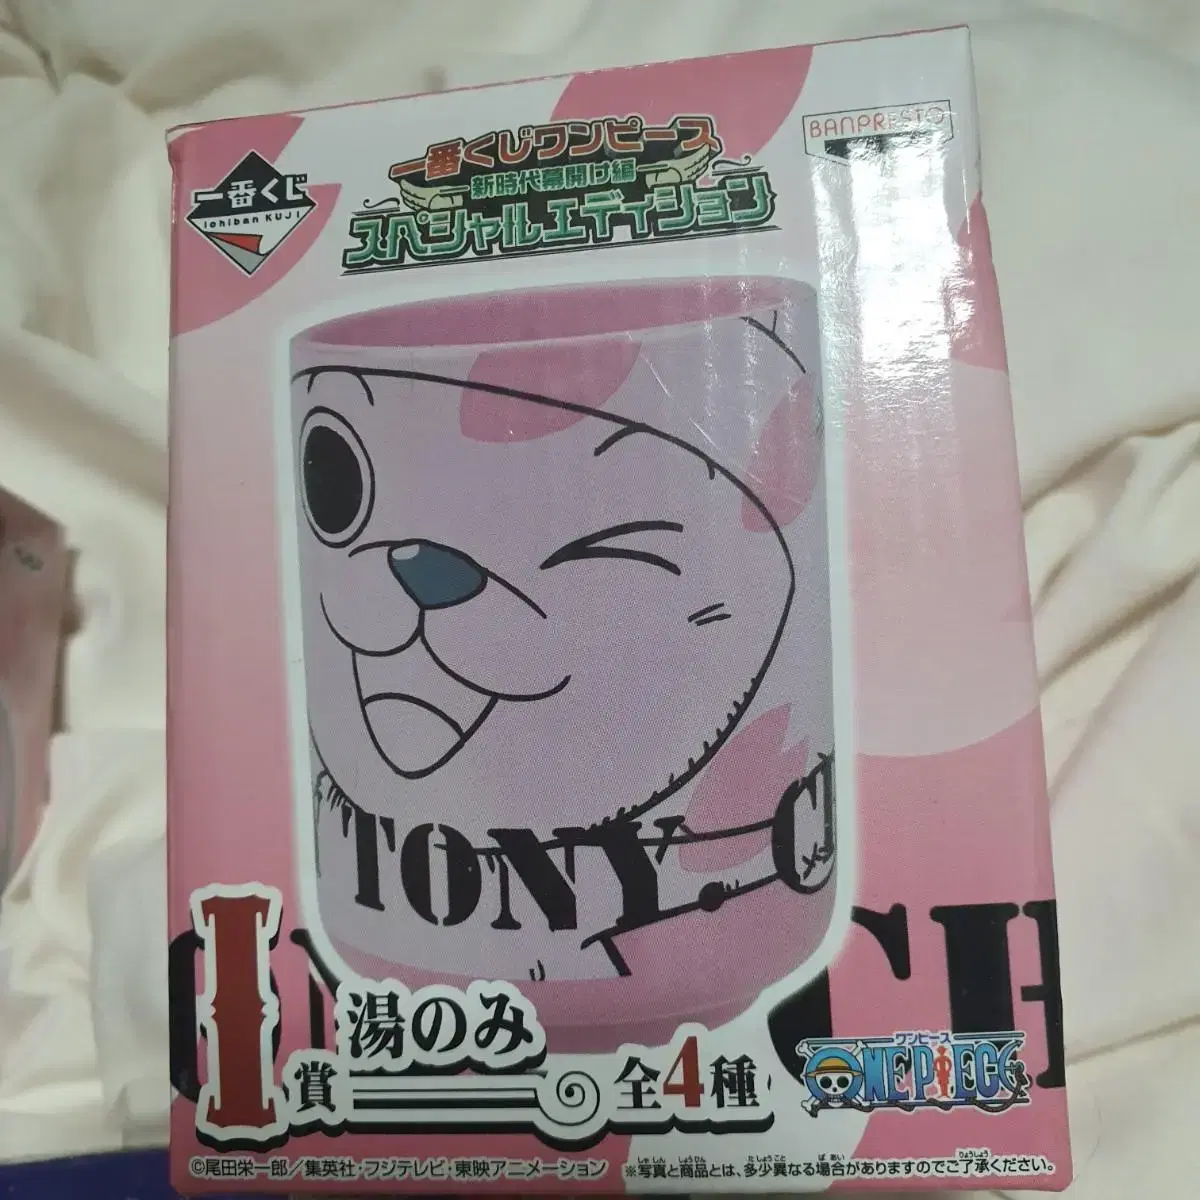 一番くじワンピース
BANPRESTO
新時代幕開け編
一番くじ
Ichiban KUJI
スペシャルエディション
TONY. C
CH
I賞
湯のみ
全4種
ワンピース
ONE PIECE
©尾田栄一郎／集英社・フジテレビ・東映アニメーション
※写真と商品とは、多少異なる場合がありますのでご了承ください。